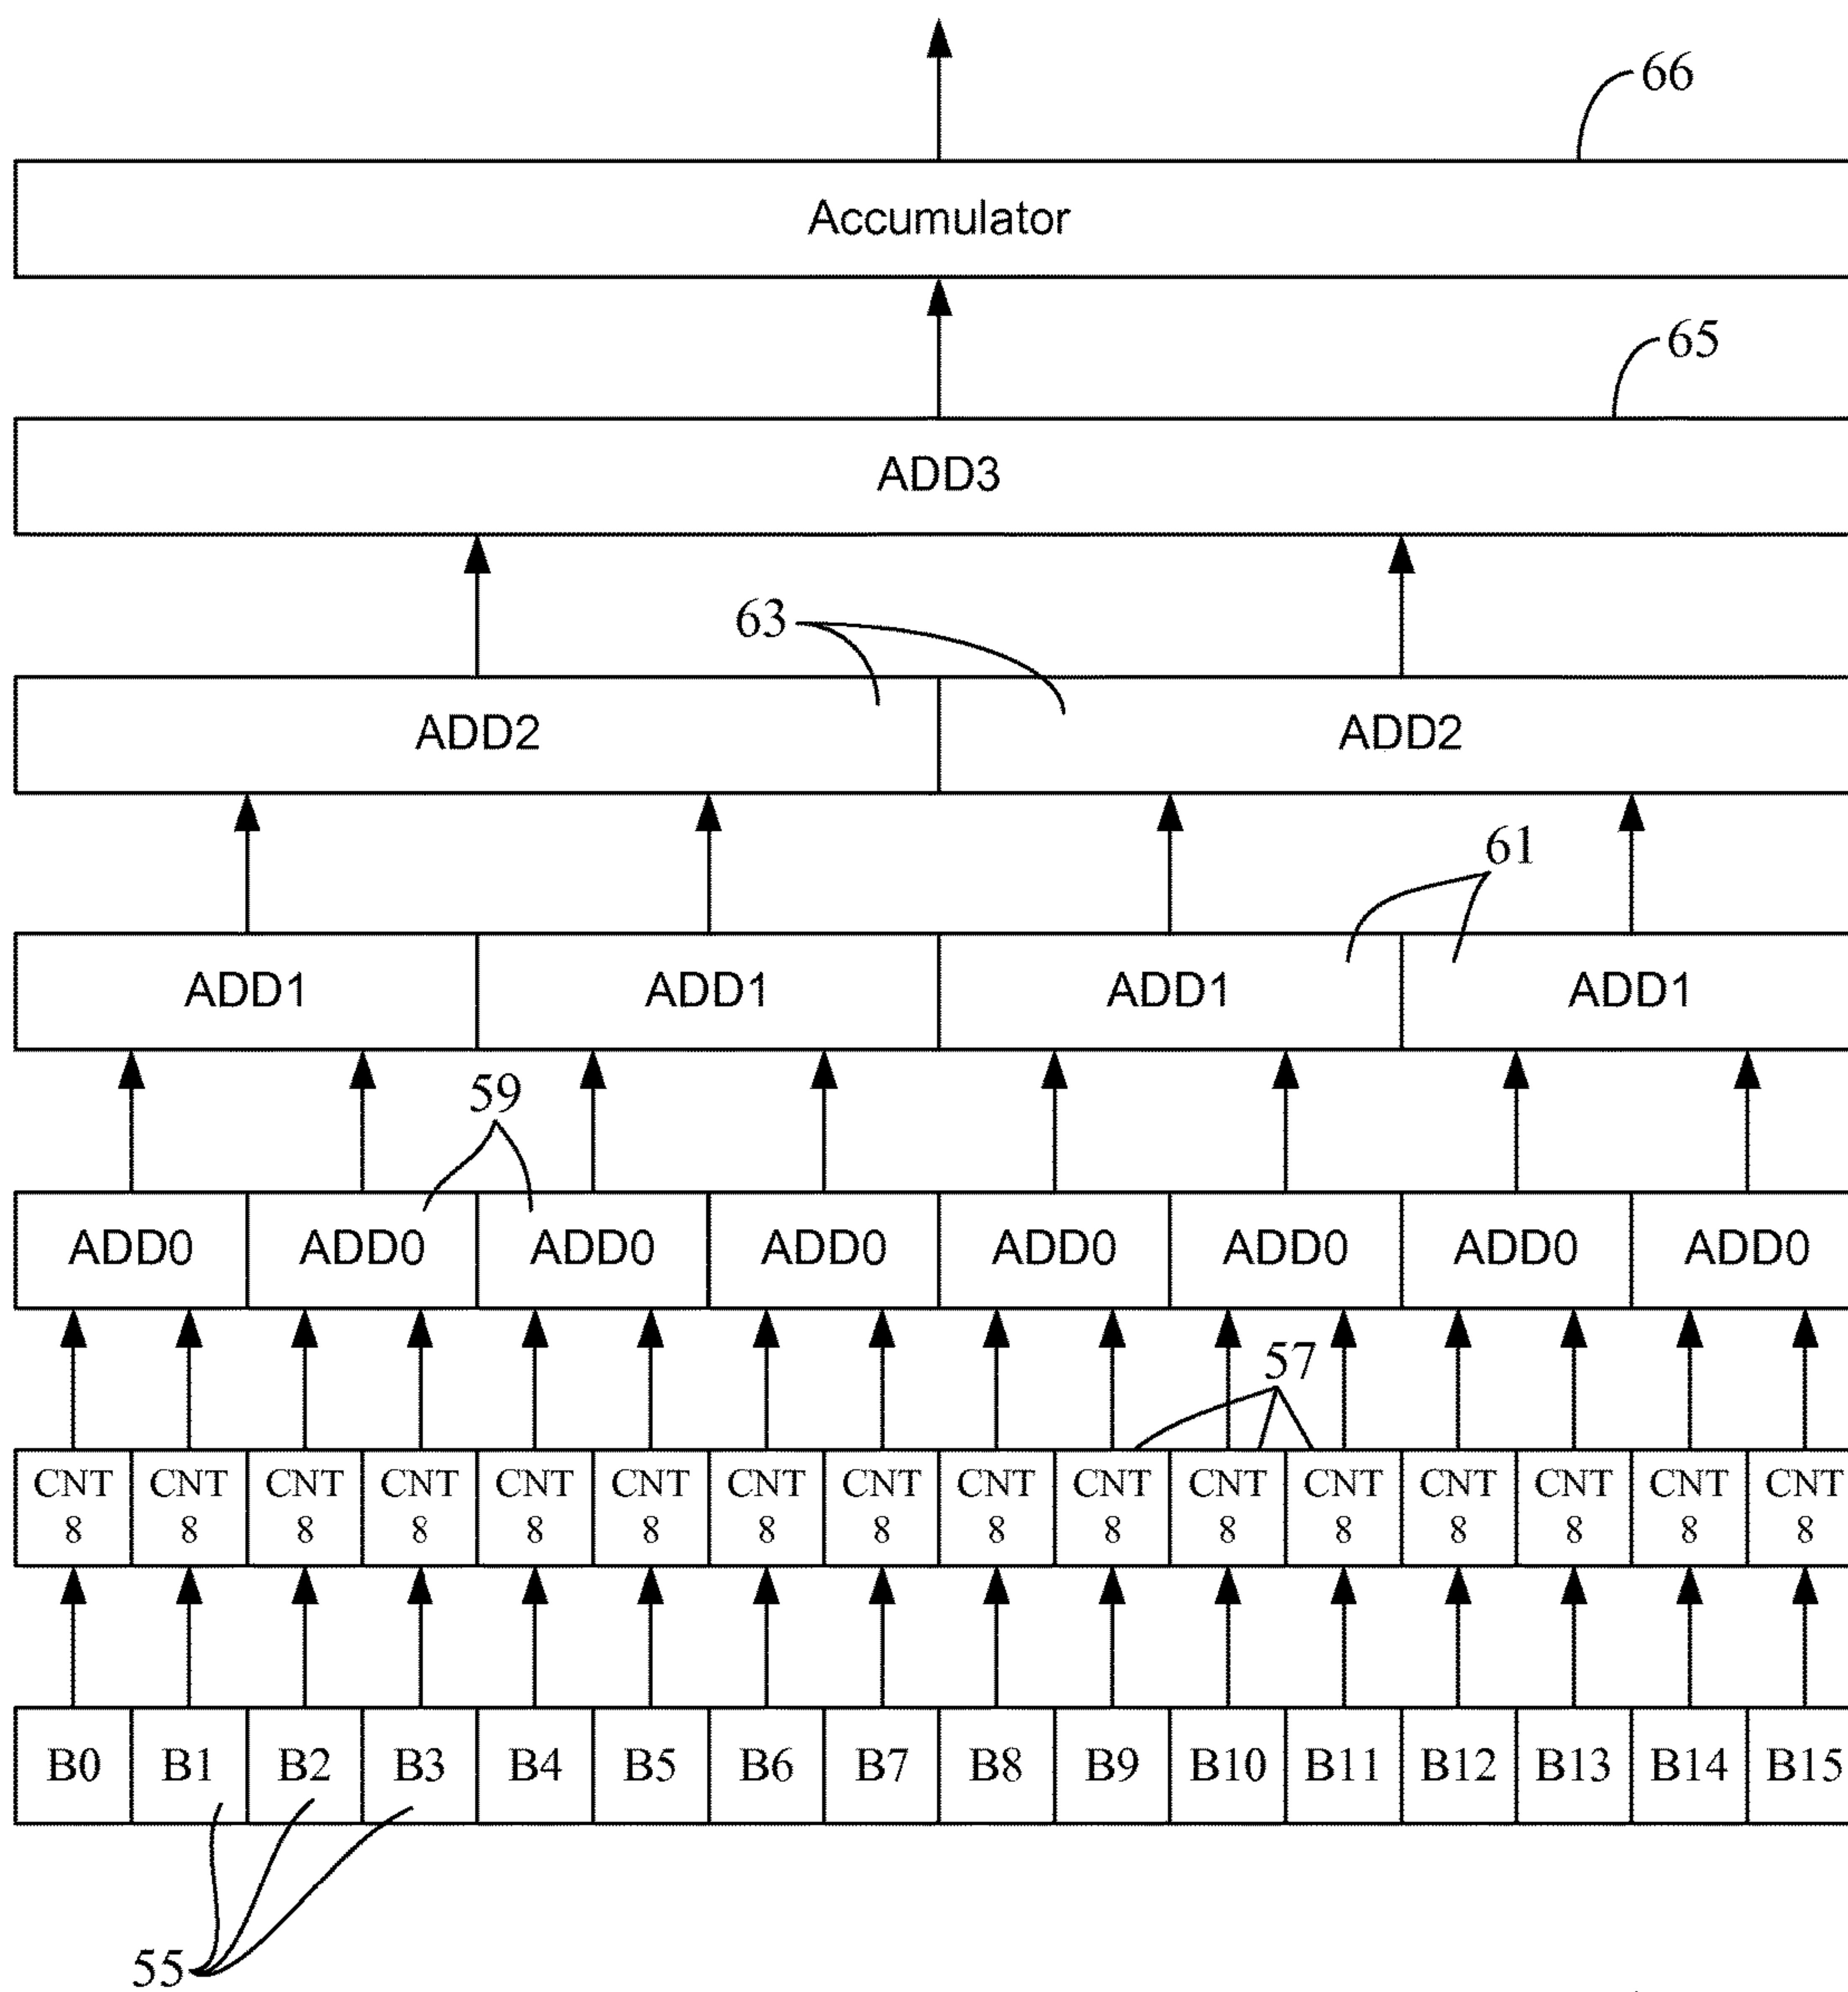 66
Accumulator
65
ADD3
63
ADD2 ADD2
61
ADD1 ADD1 ADD1 ADD1
59
ADD0 ADD0 ADD0 ADD0 ADD0 ADD0 ADD0 ADD0
57
CNT CNT CNT CNT CNT CNT CNT CNT CNT CNT CNT CNT CNT CNT CNT CNT
8 8 8 8 8 8 8 8 8 8 8 8 8 8 8 8
B0 B1 B2 B3 B4 B5 B6 B7 B8 B9 B10 B11 B12 B13 B14 B15
55